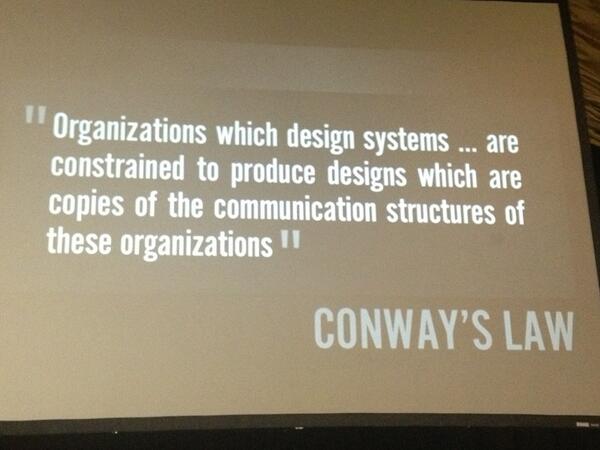 "Organizations which design systems ... are
constrained to produce designs which are
copies of the communication structures of
these organizations"
CONWAY'S LAW